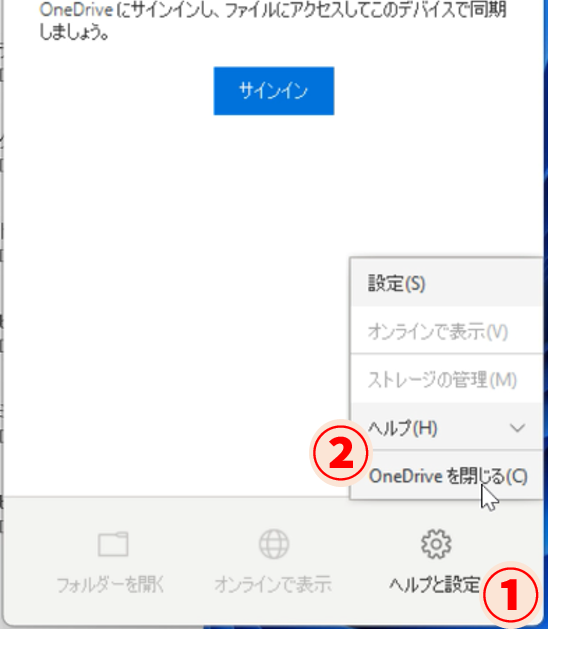 OneDrive にサインインし、ファイルにアクセスしてこのデバイスで同期
しましょう。
サインイン
設定(S)
オンラインで表示(V)
ストレージの管理(M)
ヘルプ(H)
2
OneDrive を閉じる(C)
フォルダーを開く
オンラインで表示
ヘルプと設定
1